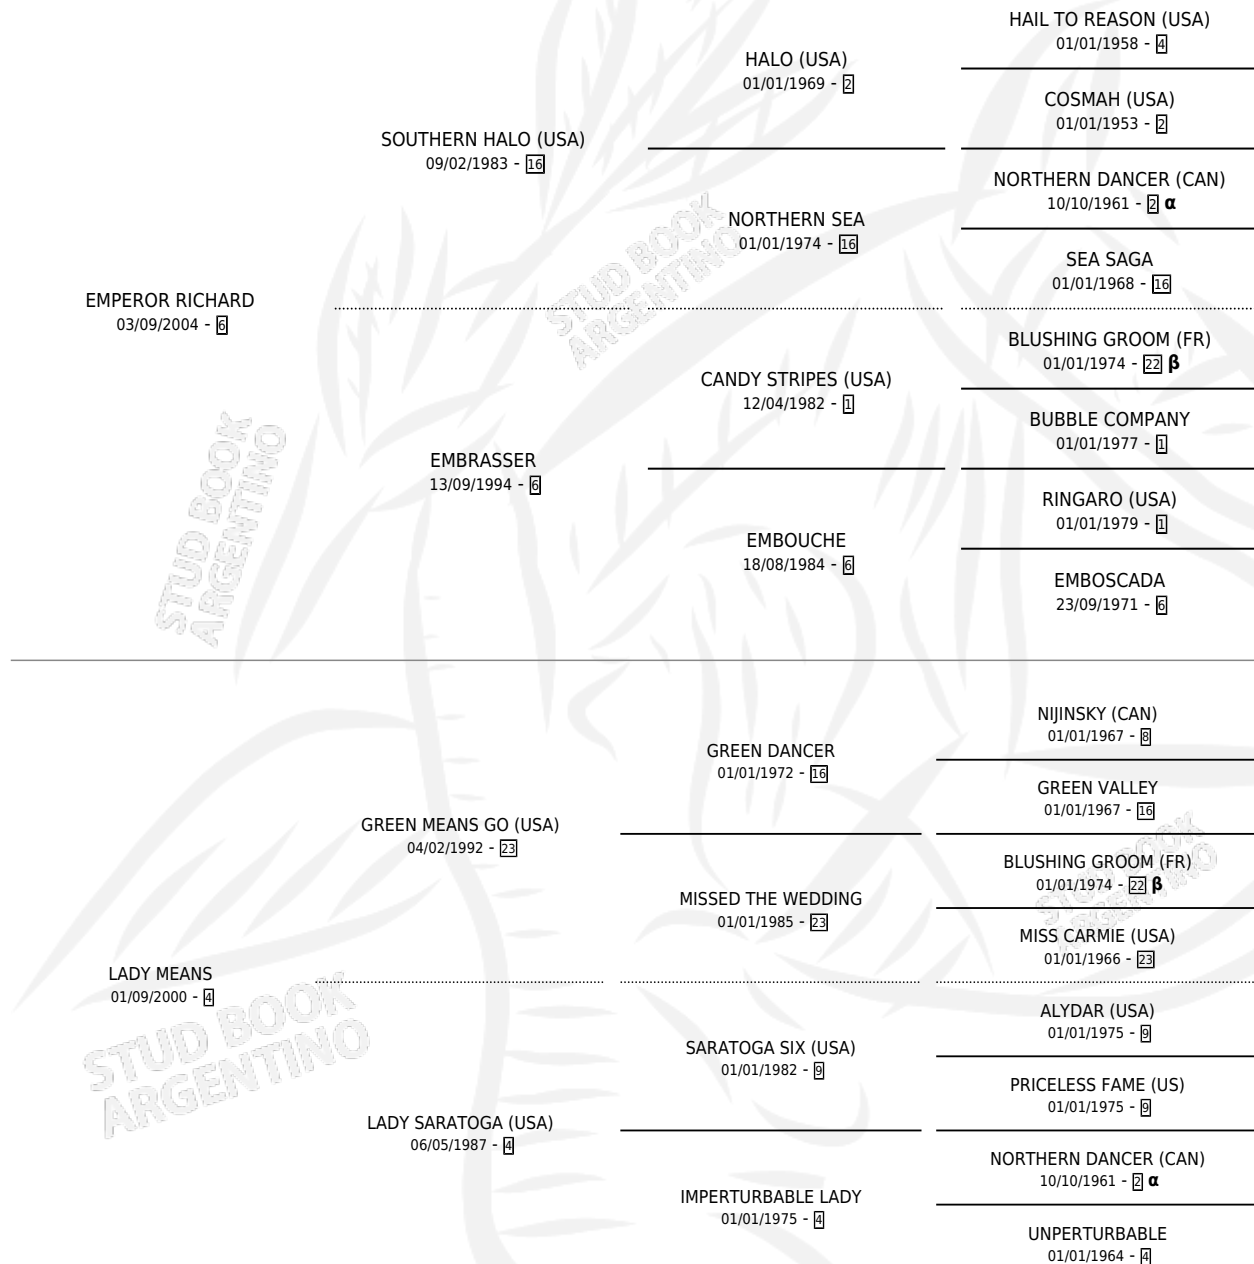 HAIL TO REASON (USA)
01/01/1958 - 4
HALO (USA)
01/01/1969 - 2
COSMAH (USA)
01/01/1953 - 2
SOUTHERN HALO (USA)
09/02/1983 - 16
NORTHERN DANCER (CAN)
10/10/1961 - 2 α
NORTHERN SEA
01/01/1974 - 16
SEA SAGA
01/01/1968 - 16
STUD BOOK
ARGENTINO
EMPEROR RICHARD
03/09/2004 - 6
BLUSHING GROOM (FR)
01/01/1974 - 22 β
CANDY STRIPES (USA)
12/04/1982 - 1
BUBBLE COMPANY
01/01/1977 - 1
EMBRASSER
13/09/1994 - 6
RINGARO (USA)
01/01/1979 - 1
EMBOUCHE
18/08/1984 - 6
EMBOSCADA
23/09/1971 - 6
STUD BOOK
ARGENTINO
NIJINSKY (CAN)
01/01/1967 - 8
GREEN DANCER
01/01/1972 - 16
GREEN VALLEY
01/01/1967 - 16
GREEN MEANS GO (USA)
04/02/1992 - 23
BLUSHING GROOM (FR)
01/01/1974 - 22 β
MISSED THE WEDDING
01/01/1985 - 23
MISS CARMIE (USA)
01/01/1966 - 23
STUD BOOK
ARGENTINO
LADY MEANS
01/09/2000 - 4
ALYDAR (USA)
01/01/1975 - 9
SARATOGA SIX (USA)
01/01/1982 - 9
PRICELESS FAME (US)
01/01/1975 - 9
LADY SARATOGA (USA)
06/05/1987 - 4
NORTHERN DANCER (CAN)
10/10/1961 - 2 α
IMPERTURBABLE LADY
01/01/1975 - 4
UNPERTURBABLE
01/01/1964 - 4
STUD BOOK
ARGENTINO